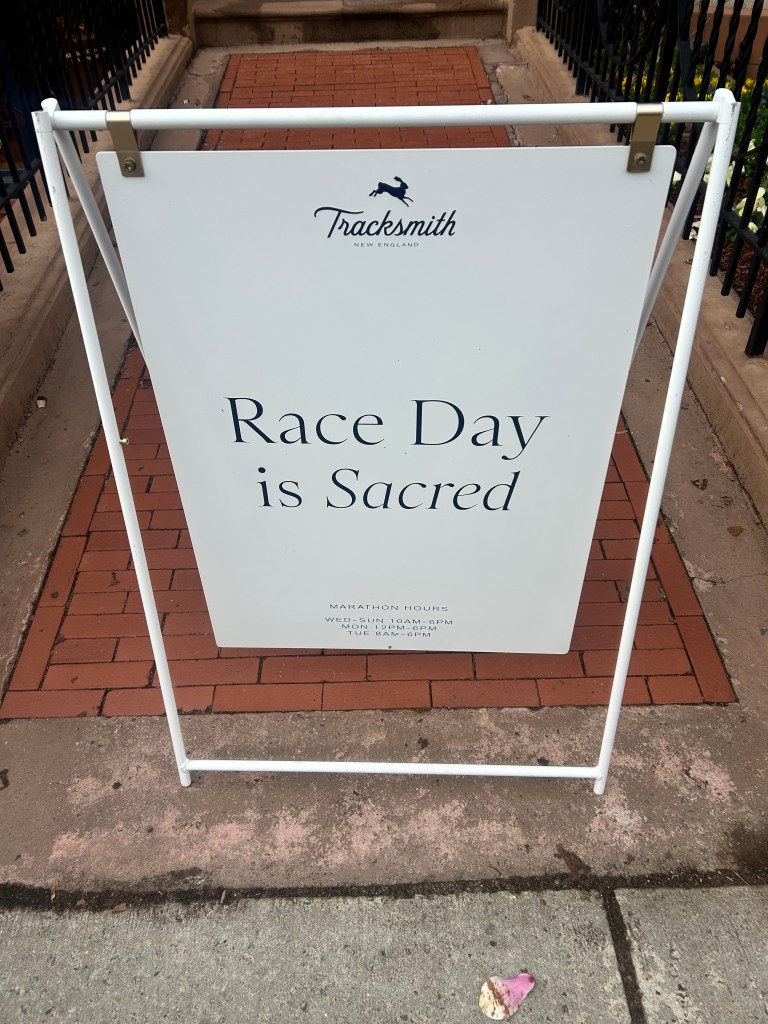 Tracksmith
NEW ENGLAND
Race Day
is Sacred
MARATHON HOURS
WED–SUN 10AM–6PM
MON 12PM–6PM
TUE 8AM–6PM